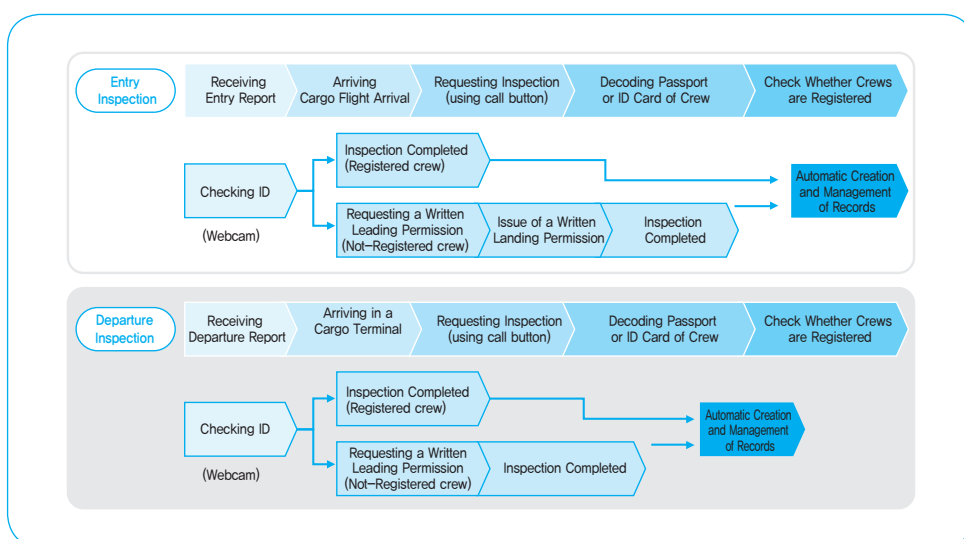 Entry
Inspection
Receiving
Entry Report
Arriving
Cargo Flight Arrival
Requesting Inspection
(using call button)
Decoding Passport
or ID Card of Crew
Check Whether Crews
are Registered
Checking ID
(Webcam)
Inspection Completed
(Registered crew)
Requesting a Written
Leading Permission
(Not-Registered crew)
Issue of a Written
Landing Permission
Inspection
Completed
Automatic Creation
and Management
of Records
Departure
Inspection
Receiving
Departure Report
Arriving in a
Cargo Terminal
Requesting Inspection
(using call button)
Decoding Passport
or ID Card of Crew
Check Whether Crews
are Registered
Checking ID
(Webcam)
Inspection Completed
(Registered crew)
Requesting a Written
Leading Permission
(Not-Registered crew)
Inspection Completed
Automatic Creation
and Management
of Records